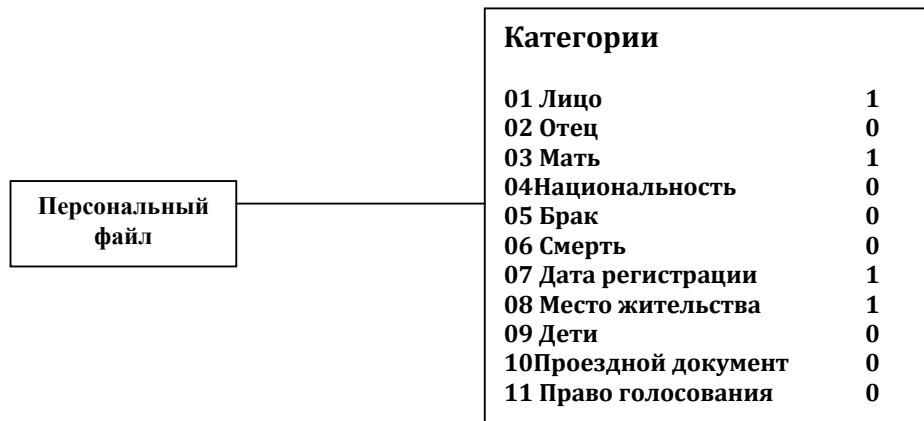 Категории
01 Лицо 1
02 Отец 0
03 Мать 1
04Национальность 0
05 Брак 0
06 Смерть 0
07 Дата регистрации 1
08 Место жительства 1
09 Дети 0
10Проездной документ 0
11 Право голосования 0
Персональный
файл